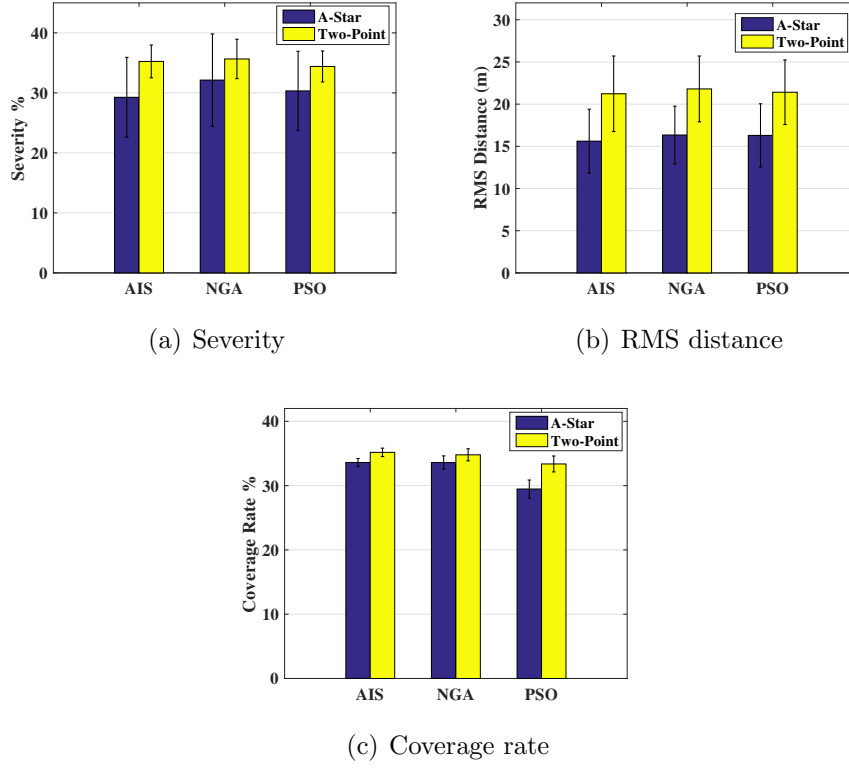 A-Star
Two-Point
Severity %
40
30
20
10
0
AIS NGA PSO
(a) Severity
A-Star
Two-Point
RMS Distance (m)
30
25
20
15
10
5
0
AIS NGA PSO
(b) RMS distance
A-Star
Two-Point
Coverage Rate %
40
30
20
10
0
AIS NGA PSO
(c) Coverage rate